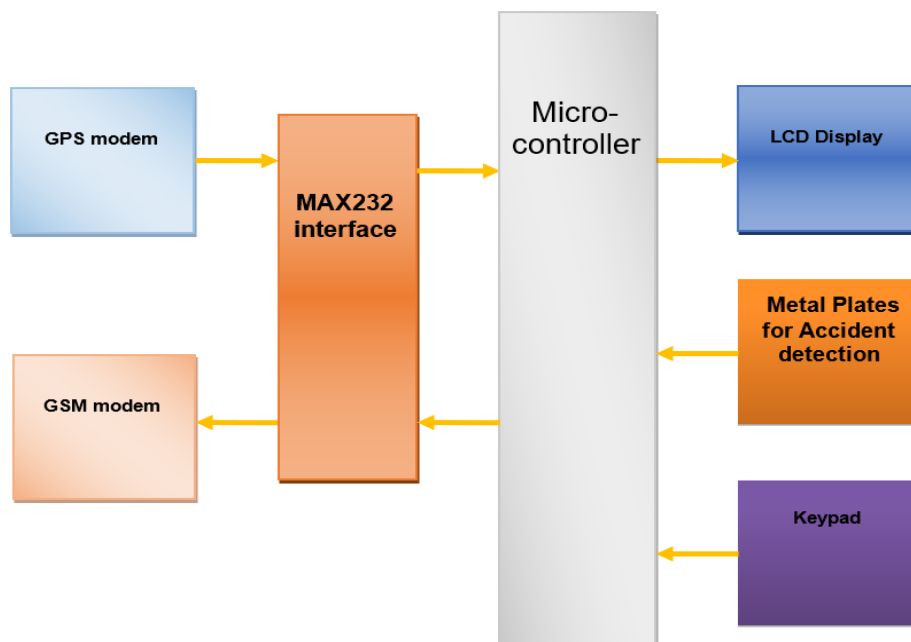 GPS modem
MAX232
interface
GSM modem
Micro-
controller
LCD Display
Metal Plates
for Accident
detection
Keypad